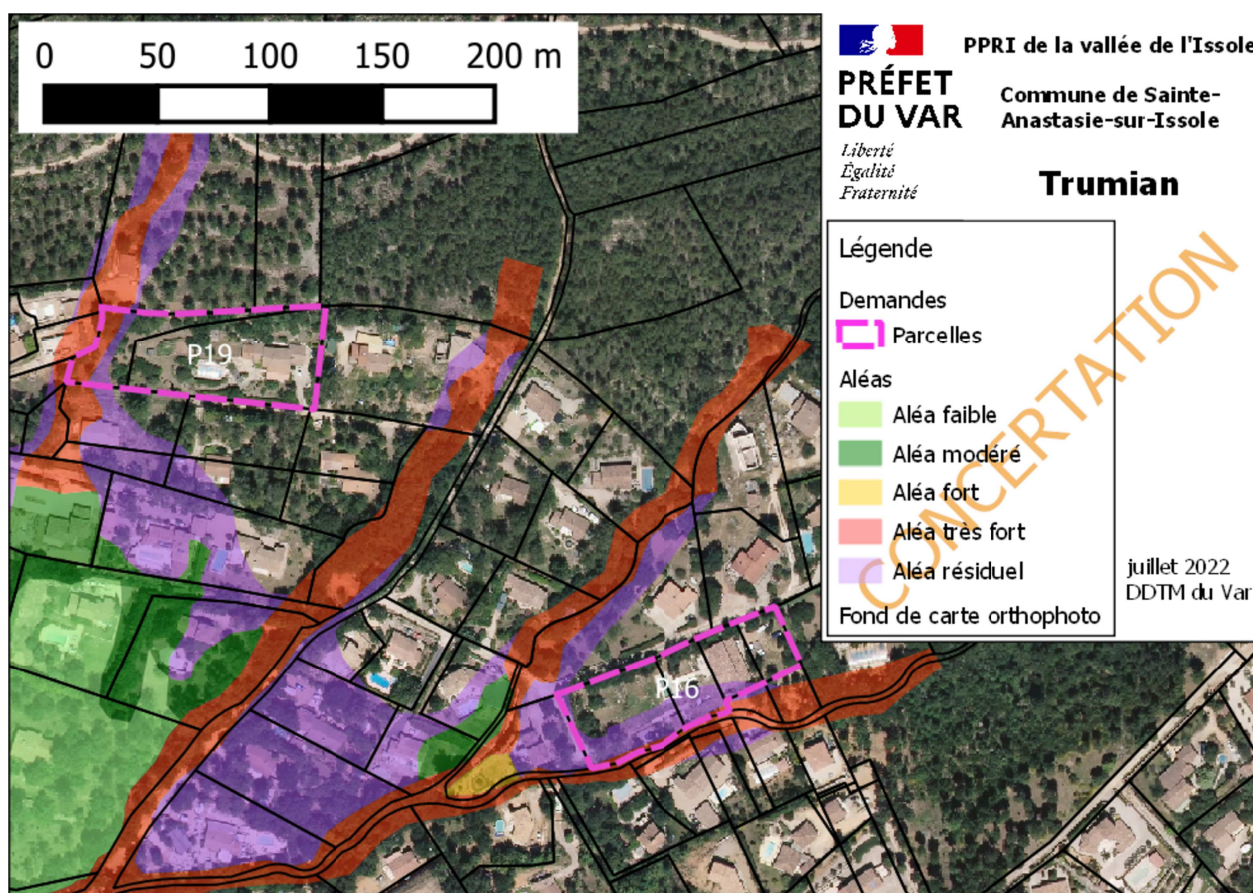 0 50 100 150 200 m
PRÉFET
DU VAR
Liberté
Égalité
Fraternité
PPRI de la vallée de l'Issole
Commune de Sainte-
Anastasie-sur-Issole
Trumian
Légende
Demandes
Parcelles
Aléas
Aléa faible
Aléa modéré
Aléa fort
Aléa très fort
Aléa résiduel
Fond de carte orthophoto
CONCERTATION
juillet 2022
DDTM du Var
P19
P16